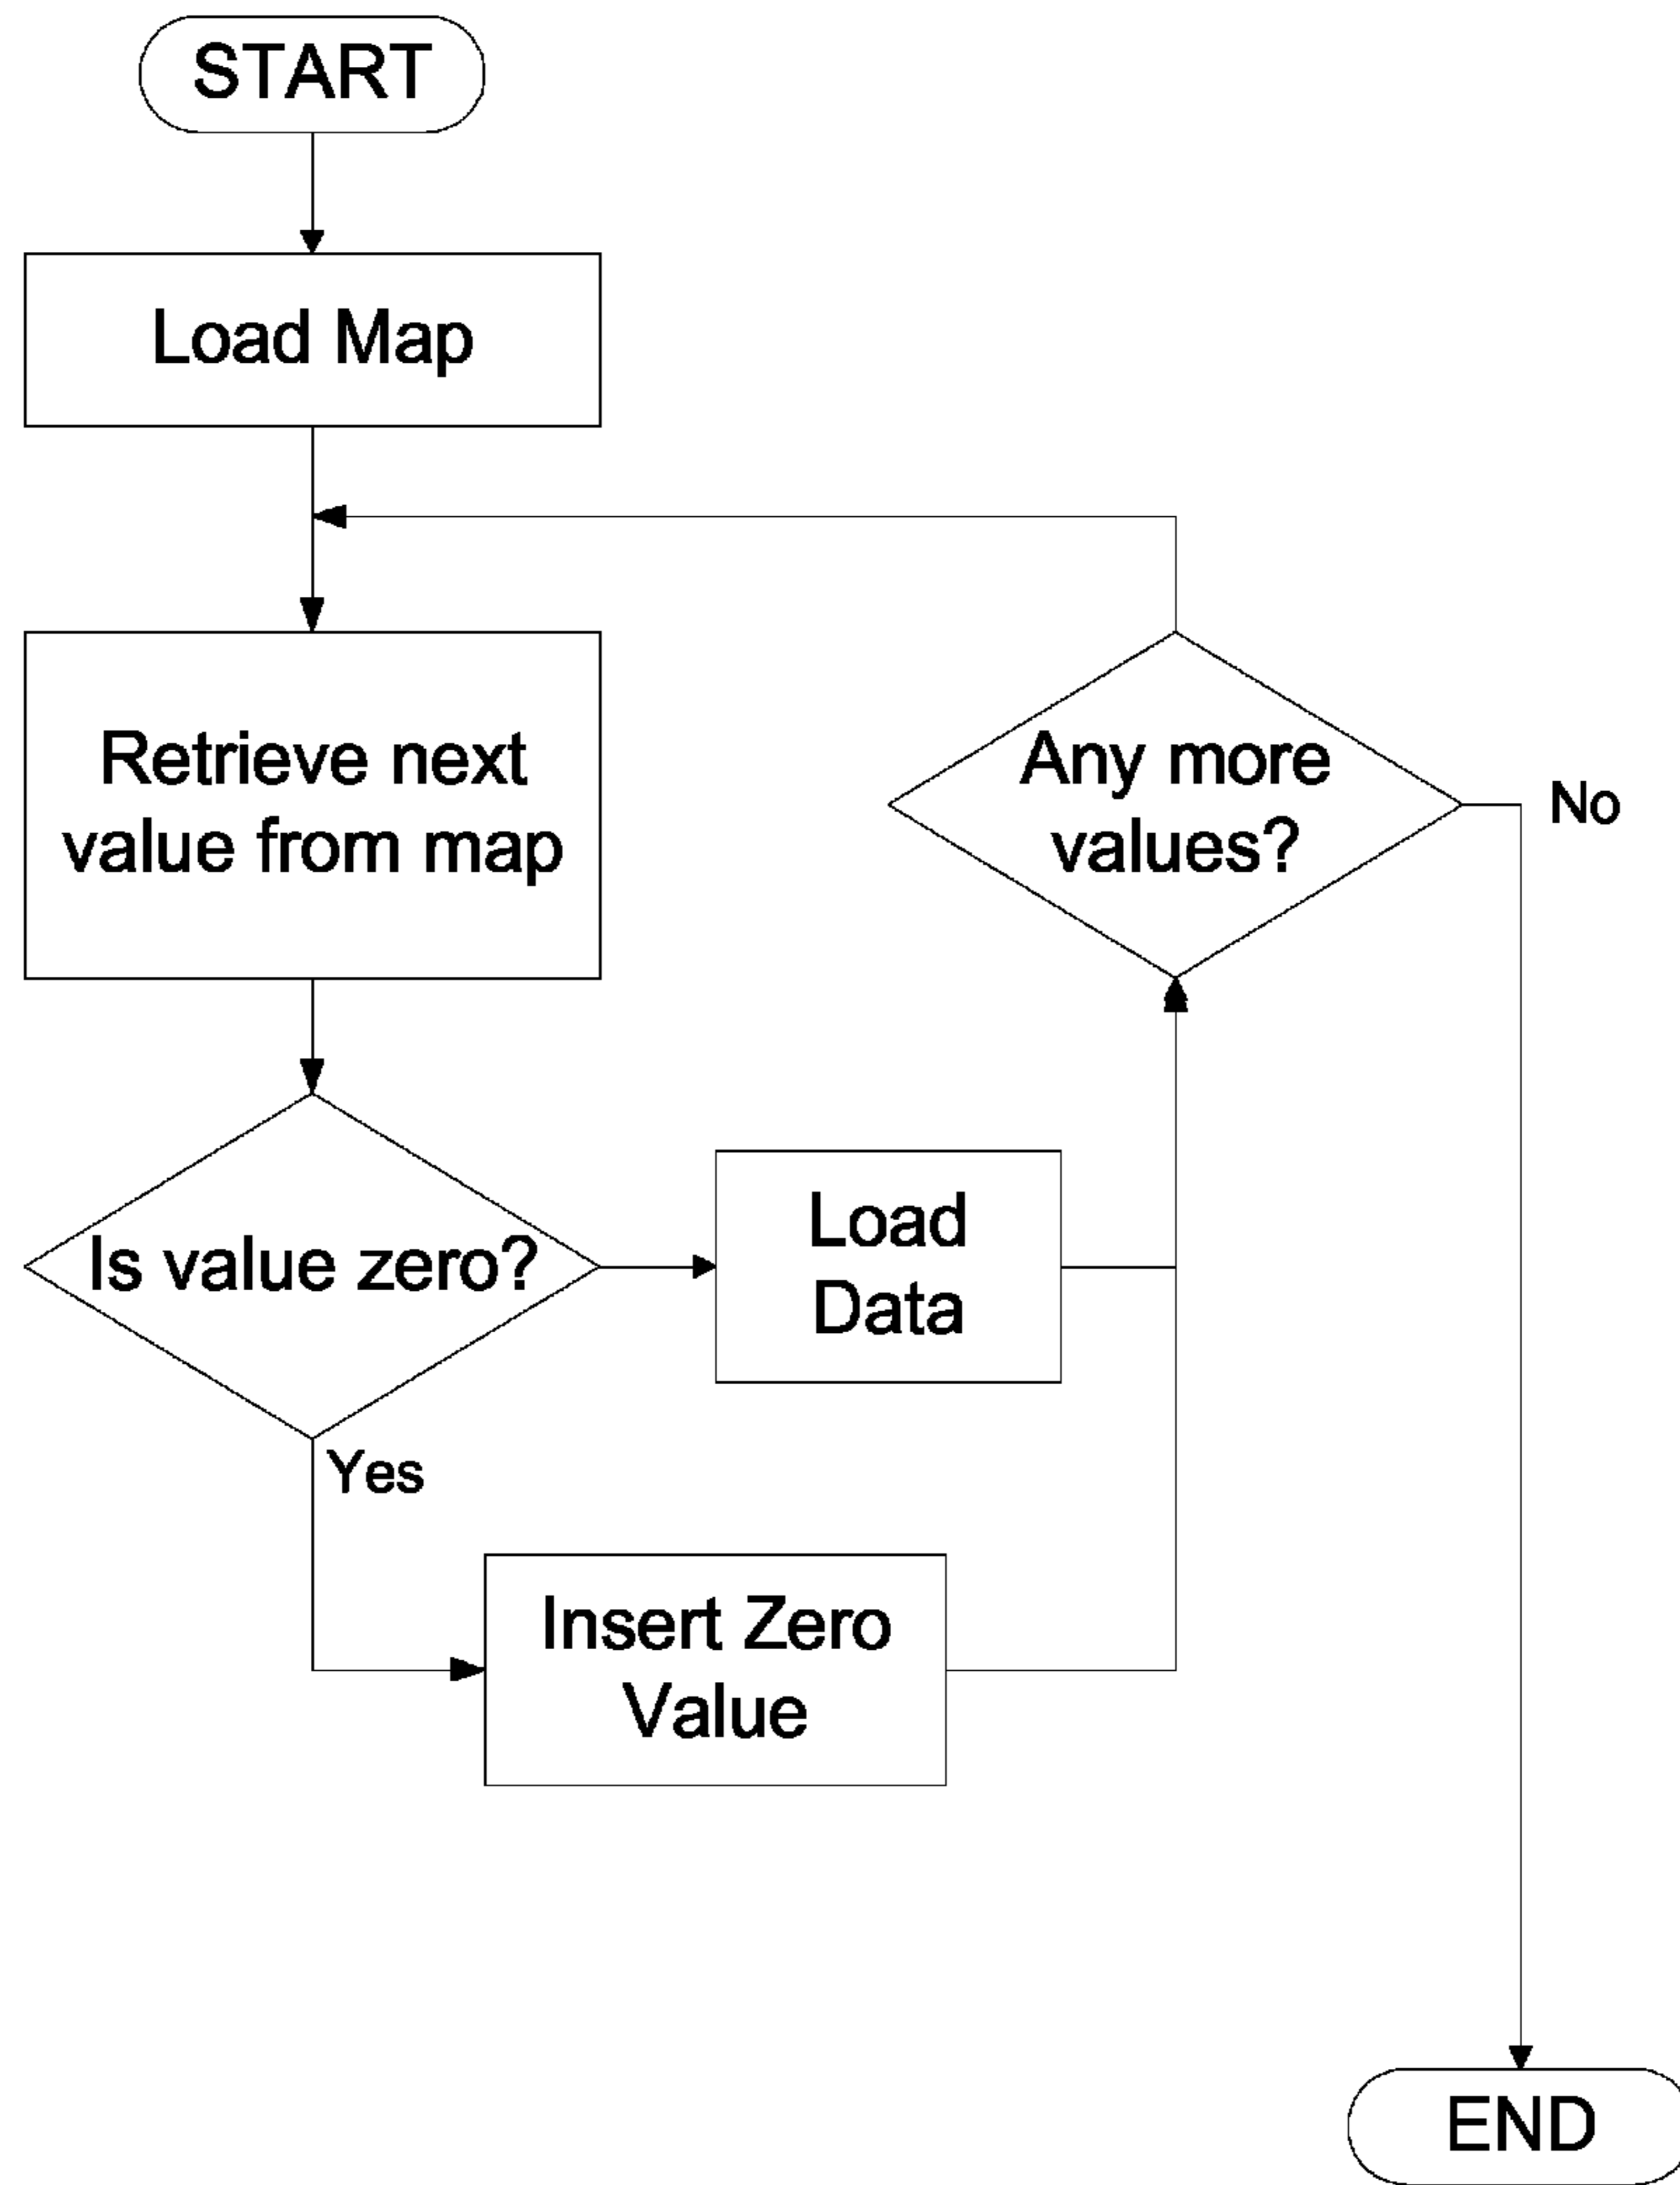 START
Load Map
Retrieve next
value from map
Any more
values?
No
Is value zero?
Load
Data
Yes
Insert Zero
Value
END